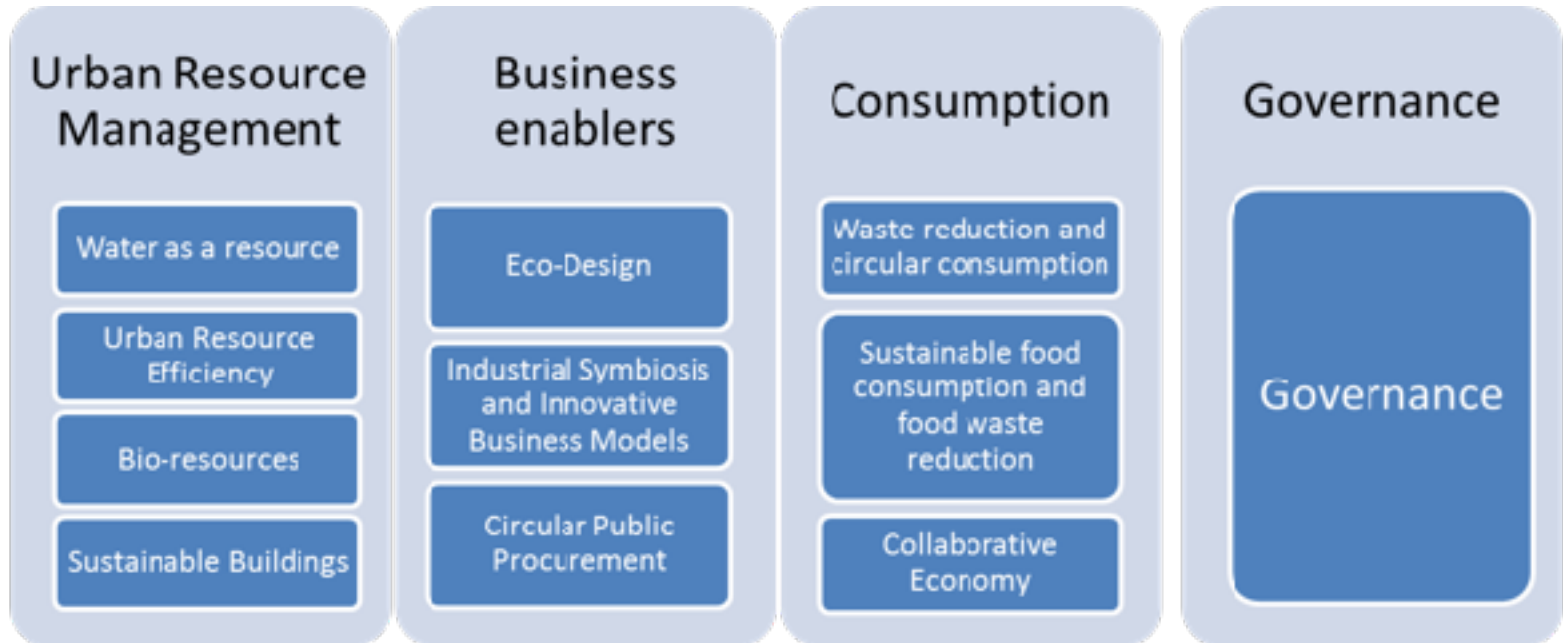 Urban Resource
Management
Water as a resource
Urban Resource
Efficiency
Bio-resources
Sustainable Buildings
Business
enablers
Eco-Design
Industrial Symbiosis
and Innovative
Business Models
Circular Public
Procurement
Consumption
Waste reduction and
circular consumption
Sustainable food
consumption and
food waste
reduction
Collaborative
Economy
Governance
Governance